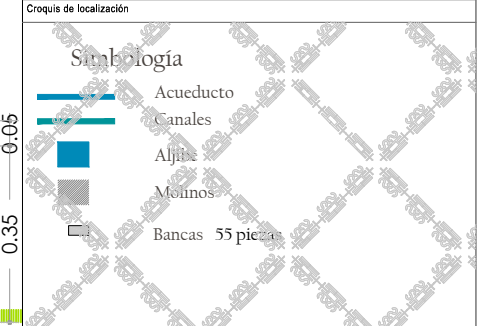 Croquis de localización
Simbología
Acueducto
Canales
Aljibe
Molinos
Bancas 55 piezas
0.05
0.35